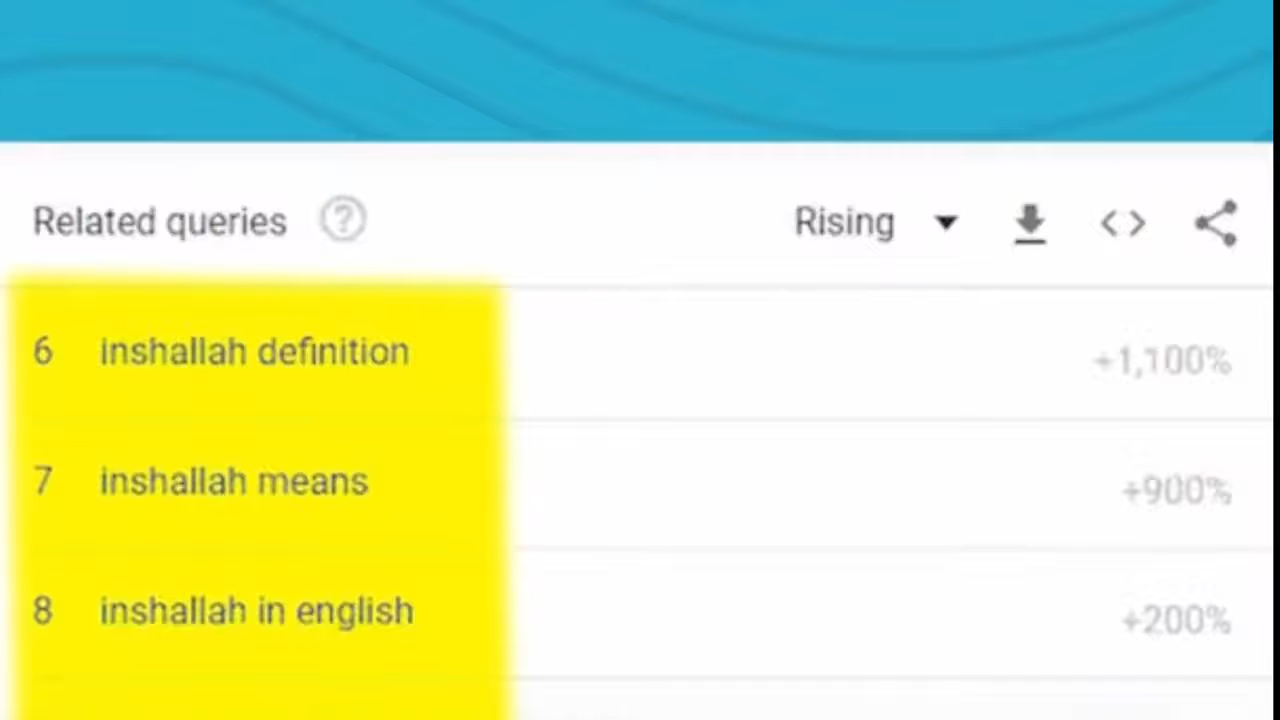 Related queries
Rising
6 inshallah definition +1,100%
7 inshallah means +900%
8 inshallah in english +200%